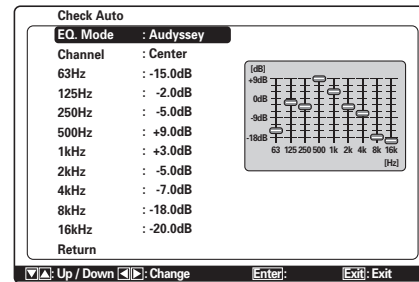 Check Auto
EQ. Mode : Audyssey
Channel : Center
63Hz : -15.0dB
125Hz : -2.0dB
250Hz : -5.0dB
500Hz : +9.0dB
1kHz : +3.0dB
2kHz : -5.0dB
4kHz : -7.0dB
8kHz : -18.0dB
16kHz : -20.0dB
Return
[dB]
+9dB
0dB
-9dB
-18dB
63 125 250 500 1k 2k 4k 8k 16k
[Hz]
▼▲: Up / Down ◀▶: Change Enter: Exit: Exit